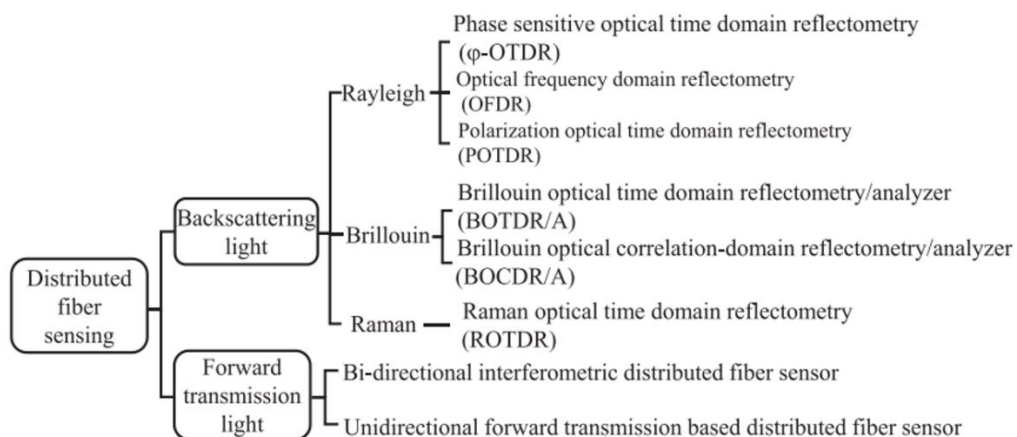 Phase sensitive optical time domain reflectometry
(φ-OTDR)
Rayleigh
Optical frequency domain reflectometry
(OFDR)
Polarization optical time domain reflectometry
(POTDR)
Brillouin optical time domain reflectometry/analyzer
Backscattering
light
(BOTDR/A)
Brillouin
Brillouin optical correlation-domain reflectometry/analyzer
(BOCDR/A)
Distributed
fiber
sensing
Raman
Raman optical time domain reflectometry
(ROTDR)
Forward
transmission
light
Bi-directional interferometric distributed fiber sensor
Unidirectional forward transmission based distributed fiber sensor